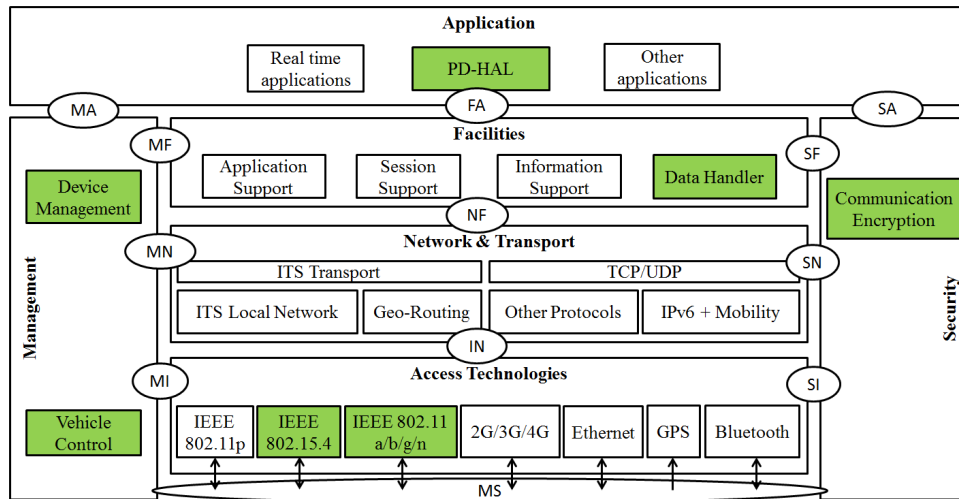 Application
Real time
applications
PD-HAL
Other
applications
MA
FA
SA
Facilities
MF
SF
Application
Support
Session
Support
Information
Support
Data Handler
Device
Management
Communication
Encryption
NF
Network & Transport
MN
SN
ITS Transport
TCP/UDP
ITS Local Network
Geo-Routing
Other Protocols
IPv6 + Mobility
Management
Security
IN
Access Technologies
MI
SI
Vehicle
Control
IEEE
802.11p
IEEE
802.15.4
IEEE 802.11
a/b/g/n
2G/3G/4G
Ethernet
GPS
Bluetooth
MS